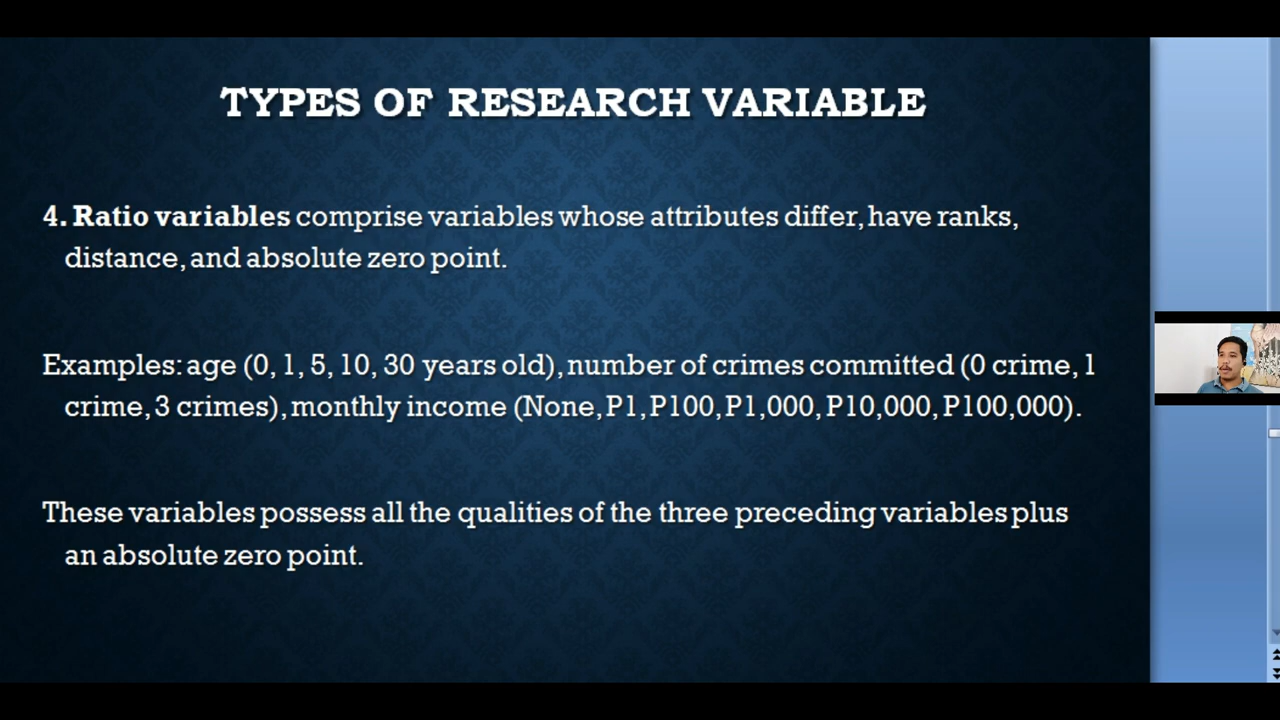 TYPES OF RESEARCH VARIABLE
4. Ratio variables comprise variables whose attributes differ, have ranks,
distance, and absolute zero point.
Examples: age (0, 1, 5, 10, 30 years old), number of crimes committed (0 crime, 1
crime, 3 crimes), monthly income (None, P1, P100, P1,000, P10,000, P100,000).
These variables possess all the qualities of the three preceding variables plus
an absolute zero point.